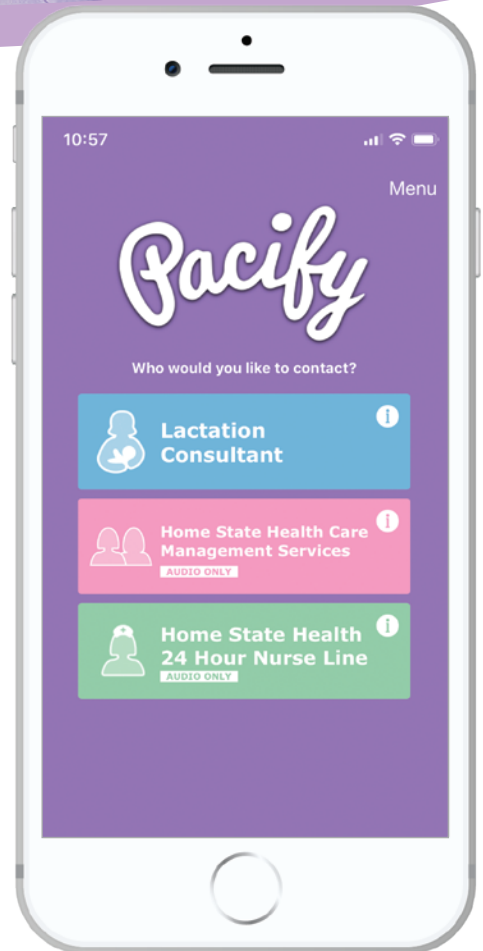 10:57
Menu
Pacify
Who would you like to contact?
Lactation
Consultant
Home State Health Care
Management Services
AUDIO ONLY
Home State Health
24 Hour Nurse Line
AUDIO ONLY